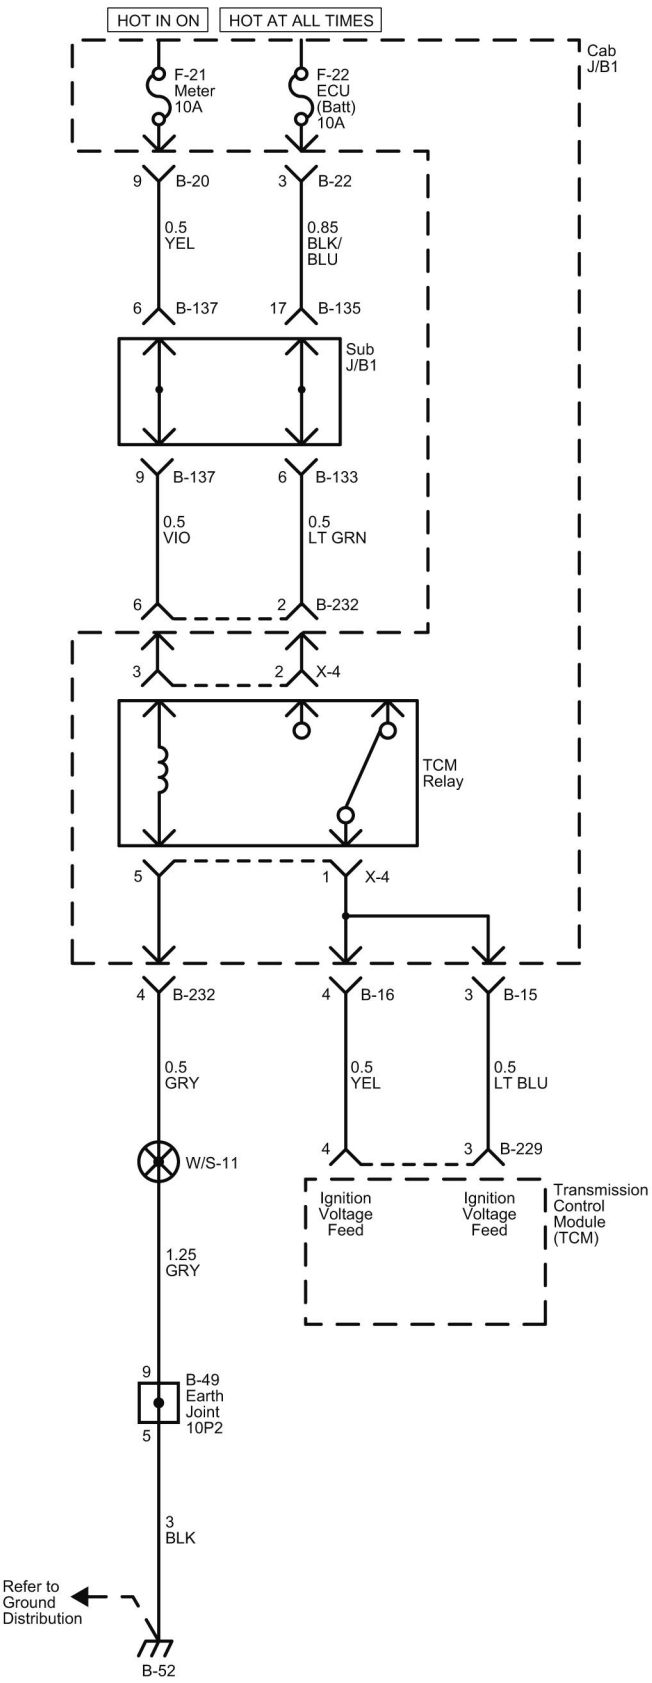 HOT IN ON
HOT AT ALL TIMES
Cab
J/B1
F-21
Meter
10A
F-22
ECU
(Batt)
10A
9 B-20
3 B-22
0.5
YEL
0.85
BLK/
BLU
6 B-137
17 B-135
Sub
J/B1
9 B-137
6 B-133
0.5
VIO
0.5
LT GRN
6
2 B-232
3
2 X-4
TCM
Relay
5
1 X-4
4 B-232
4 B-16
3 B-15
0.5
GRY
0.5
YEL
0.5
LT BLU
W/S-11
4
3 B-229
Ignition
Voltage
Feed
Ignition
Voltage
Feed
Transmission
Control
Module
(TCM)
1.25
GRY
9
B-49
Earth
Joint
10P2
5
3
BLK
Refer to
Ground
Distribution
B-52